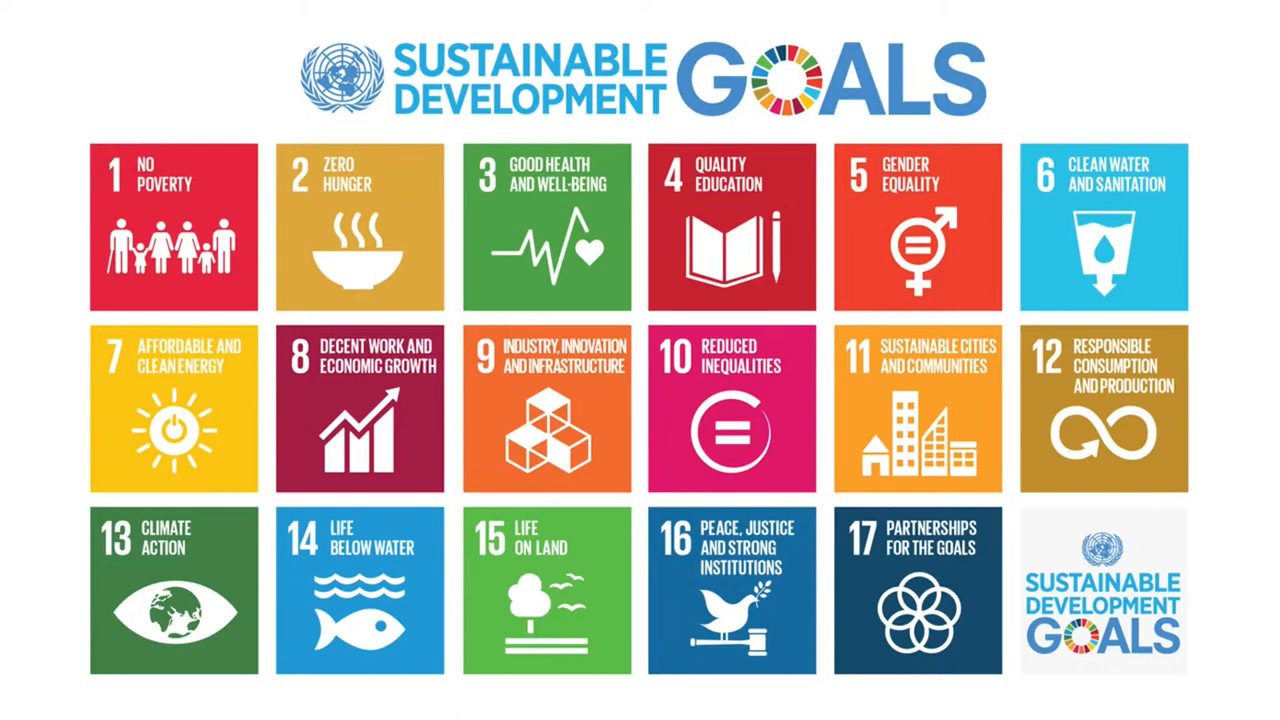 SUSTAINABLE
DEVELOPMENT
GOALS
1 NO
POVERTY
2 ZERO
HUNGER
3 GOOD HEALTH
AND WELL-BEING
4 QUALITY
EDUCATION
5 GENDER
EQUALITY
6 CLEAN WATER
AND SANITATION
7 AFFORDABLE AND
CLEAN ENERGY
8 DECENT WORK AND
ECONOMIC GROWTH
9 INDUSTRY, INNOVATION
AND INFRASTRUCTURE
10 REDUCED
INEQUALITIES
11 SUSTAINABLE CITIES
AND COMMUNITIES
12 RESPONSIBLE
CONSUMPTION
AND PRODUCTION
13 CLIMATE
ACTION
14 LIFE
BELOW WATER
15 LIFE
ON LAND
16 PEACE, JUSTICE
AND STRONG
INSTITUTIONS
17 PARTNERSHIPS
FOR THE GOALS
SUSTAINABLE
DEVELOPMENT
GOALS